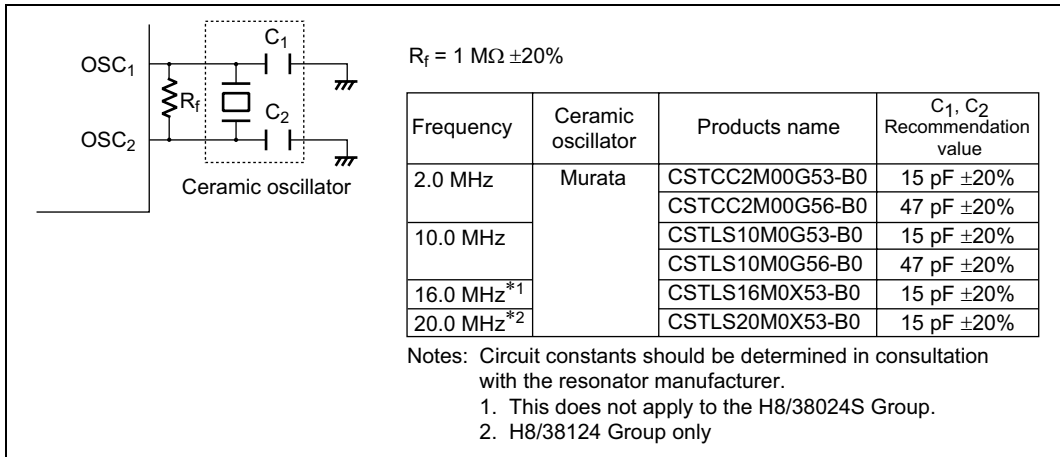 OSC1
OSC2
Rf
C1
C2
Ceramic oscillator
Rf = 1 MΩ ±20%
Frequency Ceramic oscillator Products name C1, C2 Recommendation value
2.0 MHz Murata CSTCC2M00G53-B0 15 pF ±20%
CSTCC2M00G56-B0 47 pF ±20%
10.0 MHz CSTLS10M0G53-B0 15 pF ±20%
CSTLS10M0G56-B0 47 pF ±20%
16.0 MHz*1 CSTLS16M0X53-B0 15 pF ±20%
20.0 MHz*2 CSTLS20M0X53-B0 15 pF ±20%
Notes: Circuit constants should be determined in consultation
with the resonator manufacturer.
1. This does not apply to the H8/38024S Group.
2. H8/38124 Group only